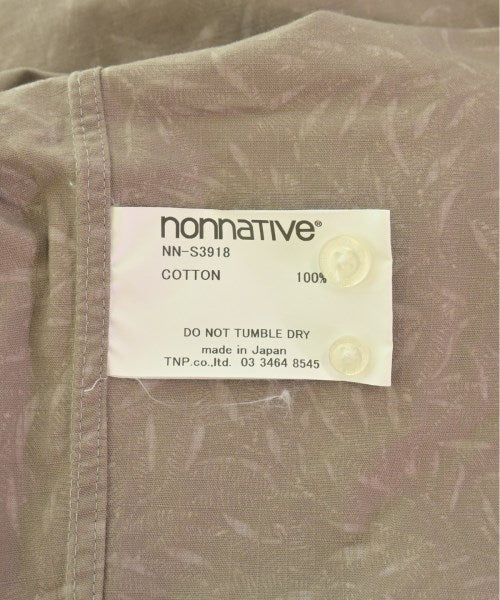 nonnative®
NN-S3918
COTTON 100%
DO NOT TUMBLE DRY
made in Japan
TNP.co.,ltd. 03 3464 8545